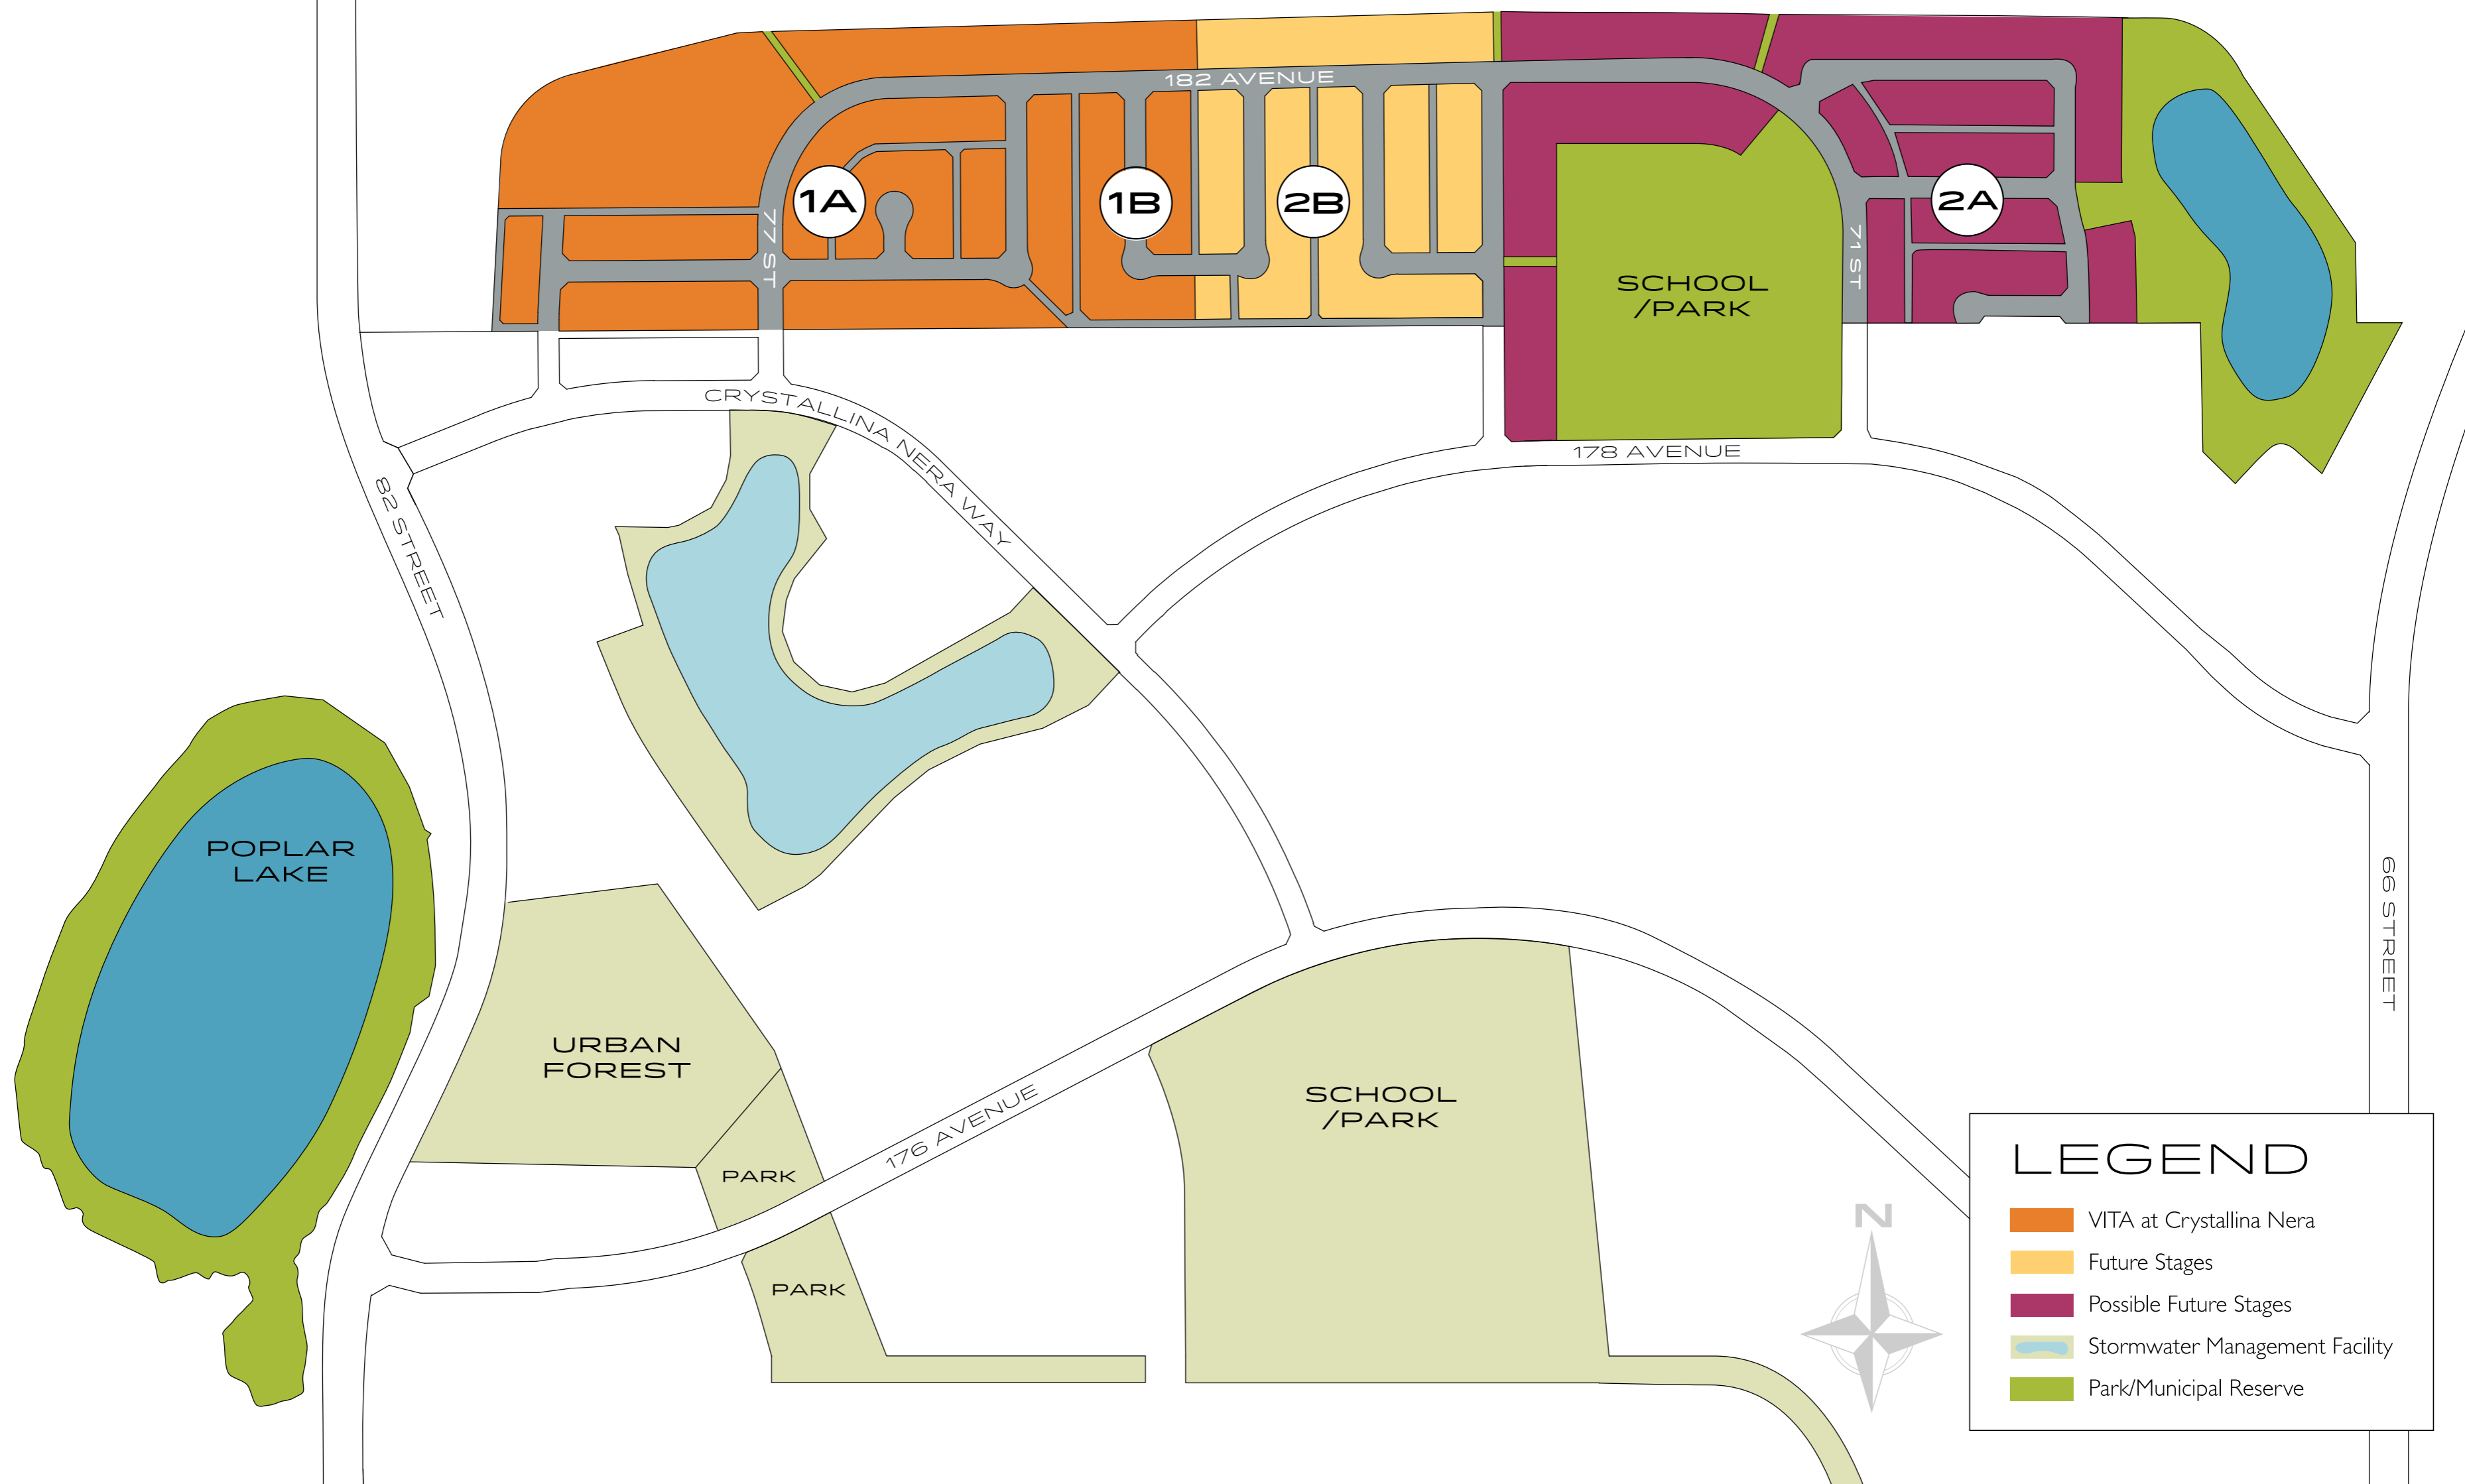 182 AVENUE
77 ST
1A
1B
2B
2A
71 ST
SCHOOL
/PARK
CRYSTALLINA NERA WAY
178 AVENUE
82 STREET
POPLAR
LAKE
66 STREET
URBAN
FOREST
SCHOOL
/PARK
176 AVENUE
PARK
PARK
N
LEGEND
VITA at Crystallina Nera
Future Stages
Possible Future Stages
Stormwater Management Facility
Park/Municipal Reserve